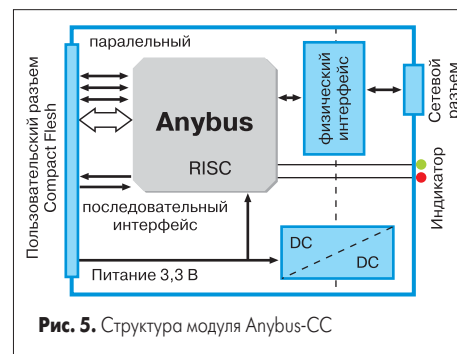 паралельный
Пользовательский разъем
Compact Flesh
Anybus
RISC
физический
интерфейс
Сетевой
разъем
Индикатор
последовательный
интерфейс
Питание 3,3 В
DC
DC
Рис. 5. Структура модуля Anybus-CC